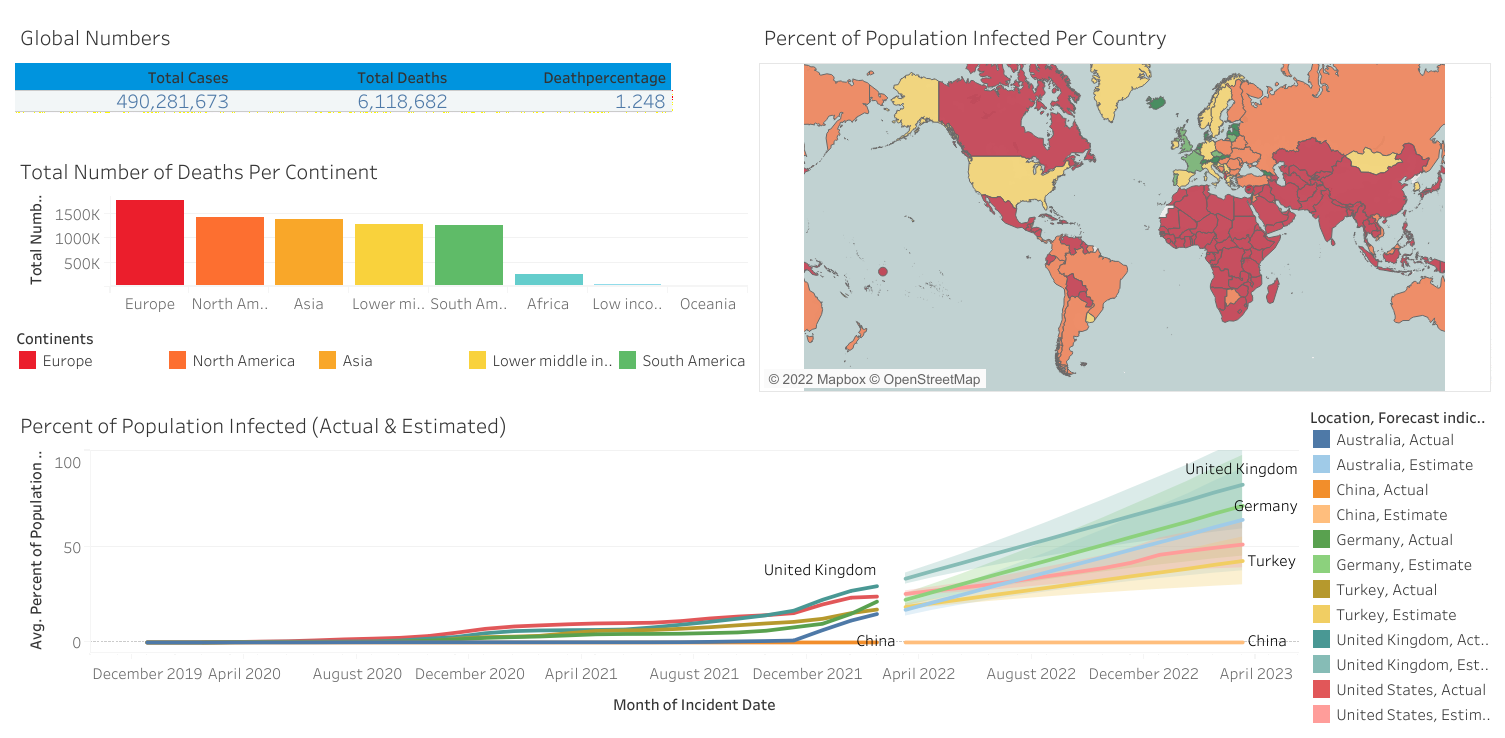 Global Numbers
Total Cases Total Deaths Deathpercentage
490,281,673 6,118,682 1.248
Total Number of Deaths Per Continent
Total Numb..
1500K
1000K
500K
Europe North Am.. Asia Lower mi.. South Am.. Africa Low inco.. Oceania
Continents
Europe North America Asia Lower middle in.. South America
Percent of Population Infected Per Country
© 2022 Mapbox © OpenStreetMap
Percent of Population Infected (Actual & Estimated)
Avg. Percent of Population ..
100
50
0
United Kingdom
China
United Kingdom
Germany
Turkey
China
December 2019 April 2020 August 2020 December 2020 April 2021 August 2021 December 2021 April 2022 August 2022 December 2022 April 2023
Month of Incident Date
Location, Forecast indic..
Australia, Actual
Australia, Estimate
China, Actual
China, Estimate
Germany, Actual
Germany, Estimate
Turkey, Actual
Turkey, Estimate
United Kingdom, Act..
United Kingdom, Est..
United States, Actual
United States, Estim..